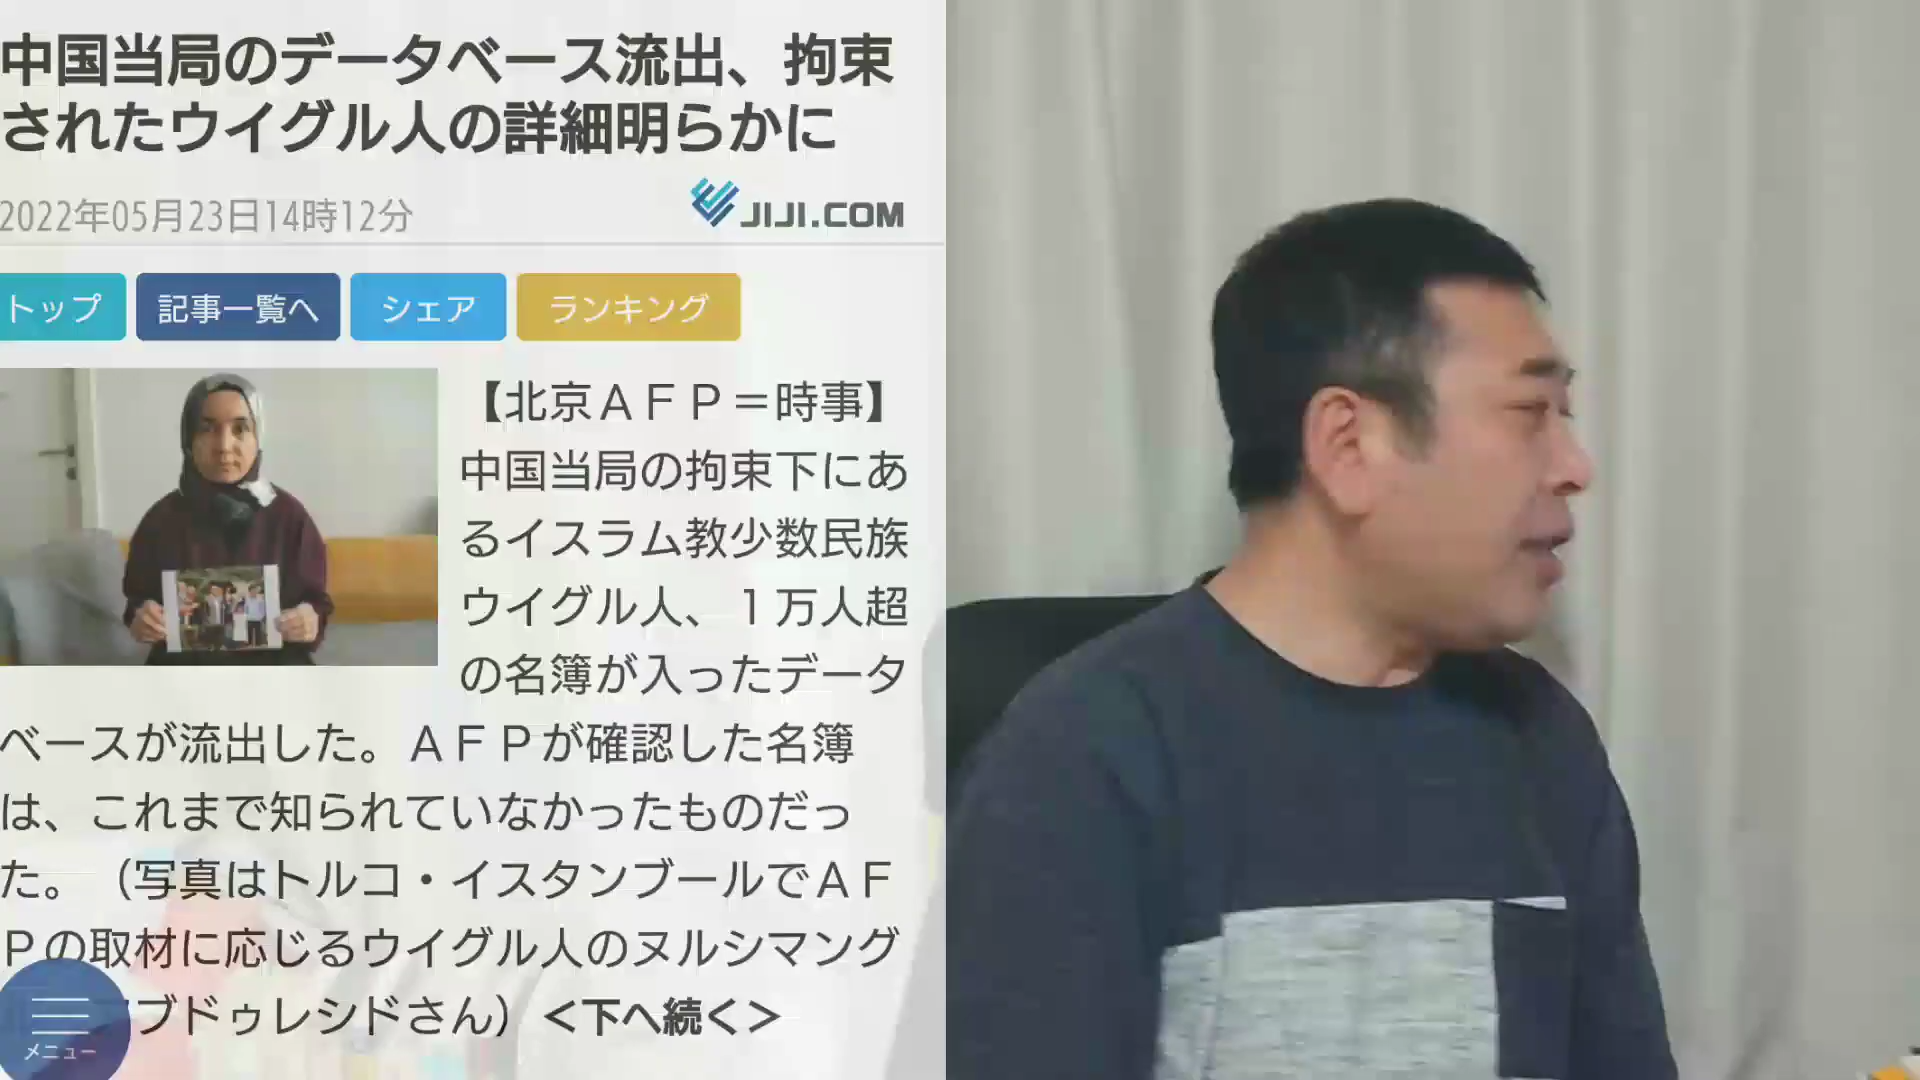 中国当局のデータベース流出、拘束
されたウイグル人の詳細明らかに
2022年05月23日14時12分
JIJI.COM
トップ
記事一覧へ
シェア
ランキング
【北京ＡＦＰ＝時事】
中国当局の拘束下にあ
るイスラム教少数民族
ウイグル人、１万人超
の名簿が入ったデータ
ベースが流出した。ＡＦＰが確認した名簿
は、これまで知られていなかったものだっ
た。（写真はトルコ・イスタンブールでＡＦ
Ｐの取材に応じるウイグル人のヌルシマング
ブドゥレシドさん）＜下へ続く＞
メニュー